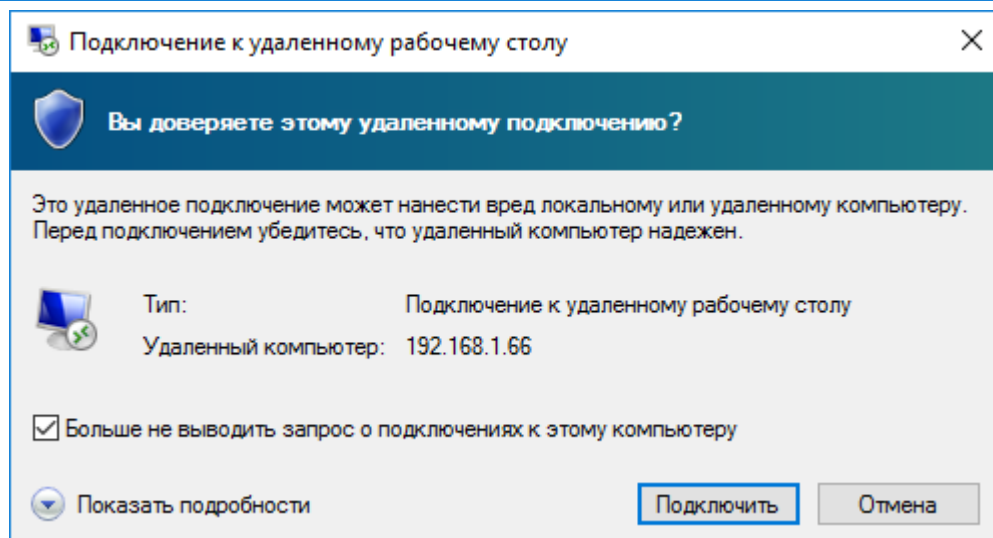 Подключение к удаленному рабочему столу
Вы доверяете этому удаленному подключению?
Это удаленное подключение может нанести вред локальному или удаленному компьютеру.
Перед подключением убедитесь, что удаленный компьютер надежен.
Тип: Подключение к удаленному рабочему столу
Удаленный компьютер: 192.168.1.66
Больше не выводить запрос о подключениях к этому компьютеру
Показать подробности Подключить Отмена